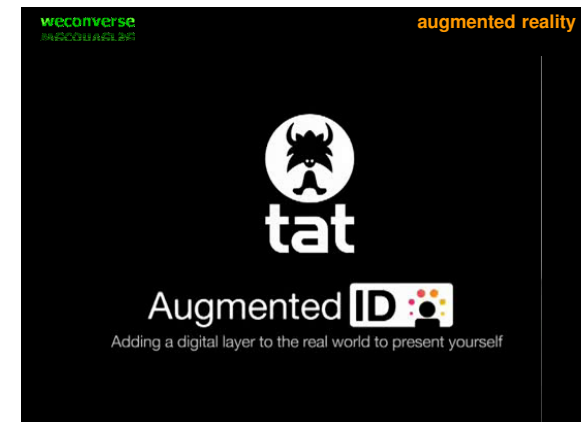 weconverse
augmented reality
tat
Augmented ID
Adding a digital layer to the real world to present yourself